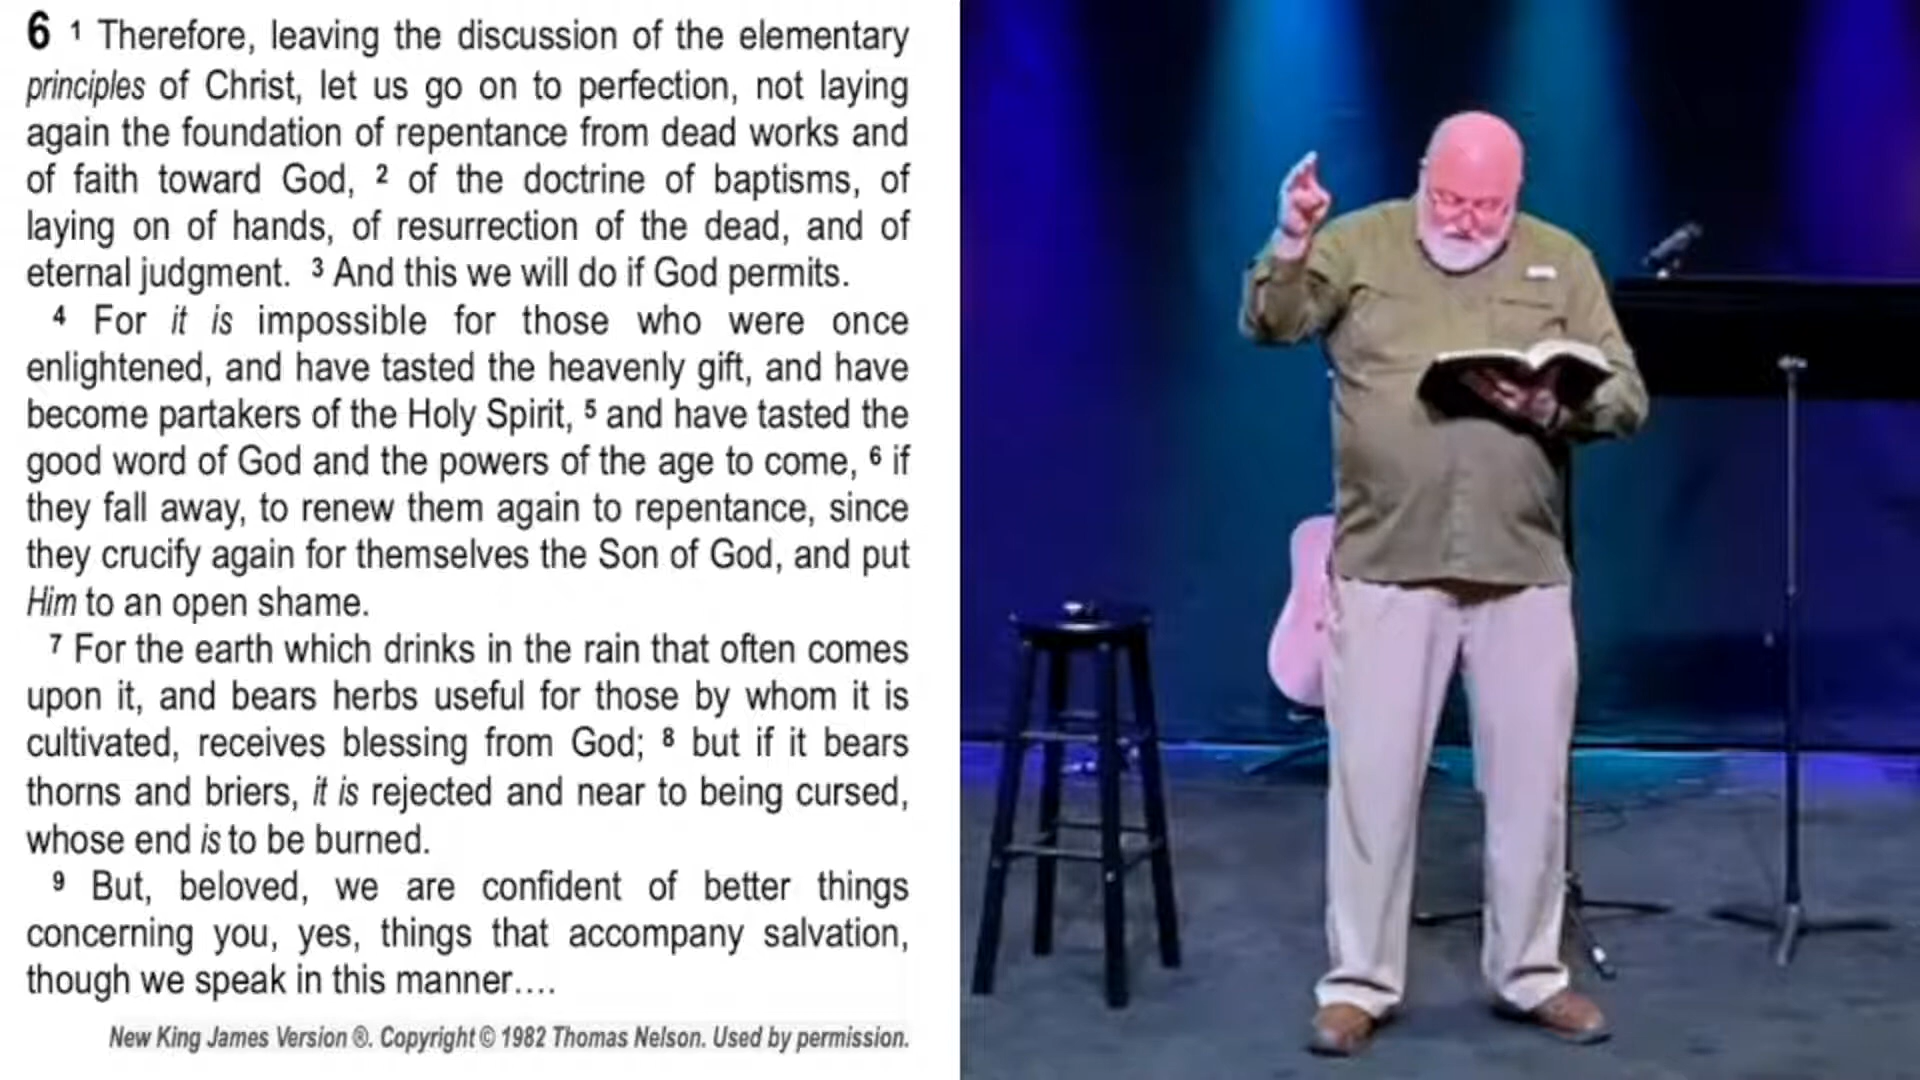 6 1 Therefore, leaving the discussion of the elementary
principles of Christ, let us go on to perfection, not laying
again the foundation of repentance from dead works and
of faith toward God, 2 of the doctrine of baptisms, of
laying on of hands, of resurrection of the dead, and of
eternal judgment. 3 And this we will do if God permits.
4 For it is impossible for those who were once
enlightened, and have tasted the heavenly gift, and have
become partakers of the Holy Spirit, 5 and have tasted the
good word of God and the powers of the age to come, 6 if
they fall away, to renew them again to repentance, since
they crucify again for themselves the Son of God, and put
Him to an open shame.
7 For the earth which drinks in the rain that often comes
upon it, and bears herbs useful for those by whom it is
cultivated, receives blessing from God; 8 but if it bears
thorns and briers, it is rejected and near to being cursed,
whose end is to be burned.
9 But, beloved, we are confident of better things
concerning you, yes, things that accompany salvation,
though we speak in this manner….
New King James Version ®. Copyright © 1982 Thomas Nelson. Used by permission.